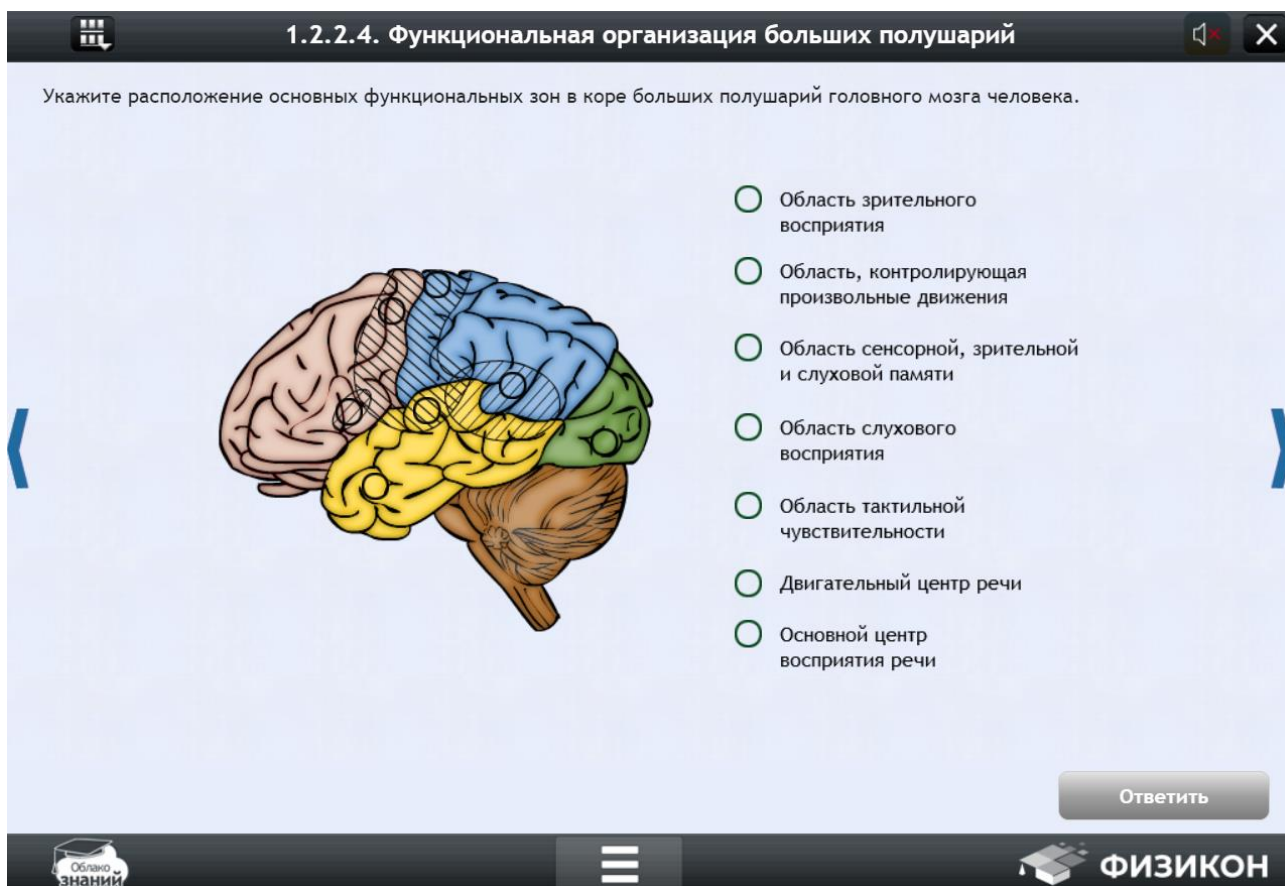 1.2.2.4. Функциональная организация больших полушарий
Укажите расположение основных функциональных зон в коре больших полушарий головного мозга человека.
Область зрительного
восприятия
Область, контролирующая
произвольные движения
Область сенсорной, зрительной
и слуховой памяти
Область слухового
восприятия
Область тактильной
чувствительности
Двигательный центр речи
Основной центр
восприятия речи
Ответить
Облако
знаний
ФИЗИКОН